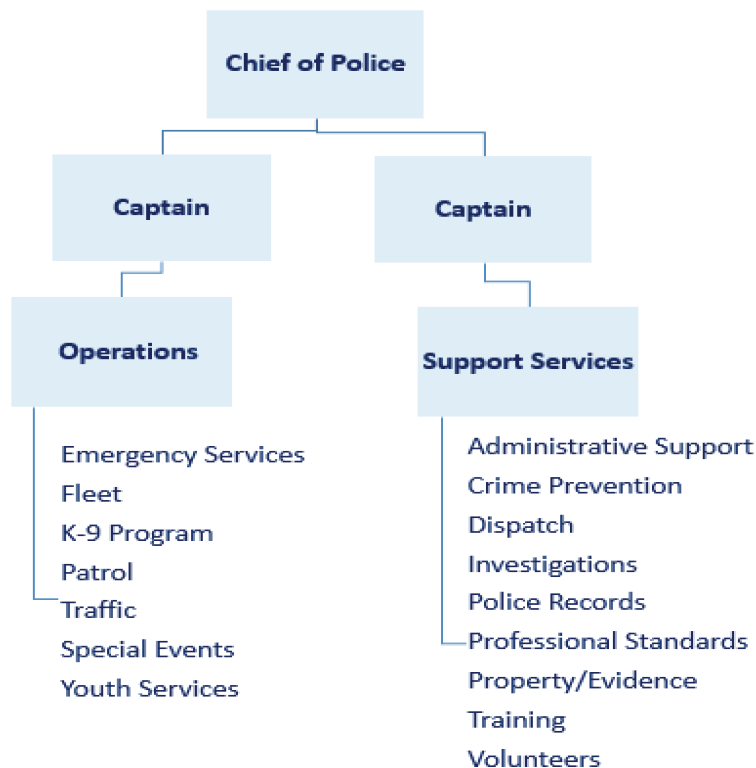 Chief of Police
Captain
Captain
Operations
Support Services
Emergency Services
Fleet
K-9 Program
Patrol
Traffic
Special Events
Youth Services
Administrative Support
Crime Prevention
Dispatch
Investigations
Police Records
Professional Standards
Property/Evidence
Training
Volunteers